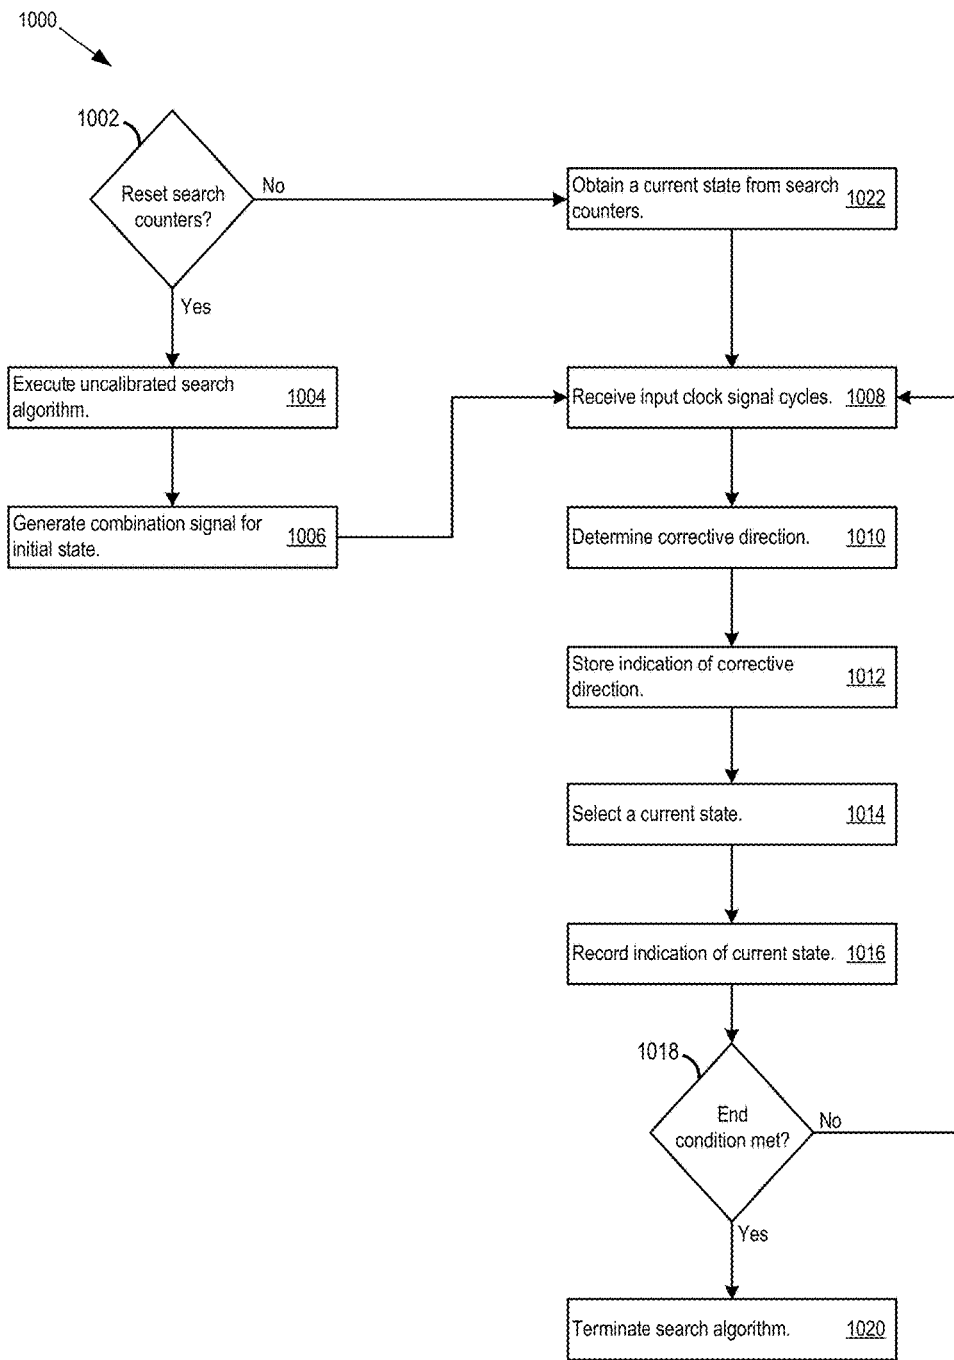 1000
1002
Reset search
counters?
No
Yes
Obtain a current state from search
counters.
1022
Execute uncalibrated search
algorithm.
1004
Receive input clock signal cycles. 1008
Generate combination signal for
initial state.
1006
Determine corrective direction. 1010
Store indication of corrective
direction.
1012
Select a current state. 1014
Record indication of current state. 1016
1018
End
condition met?
No
Yes
Terminate search algorithm. 1020